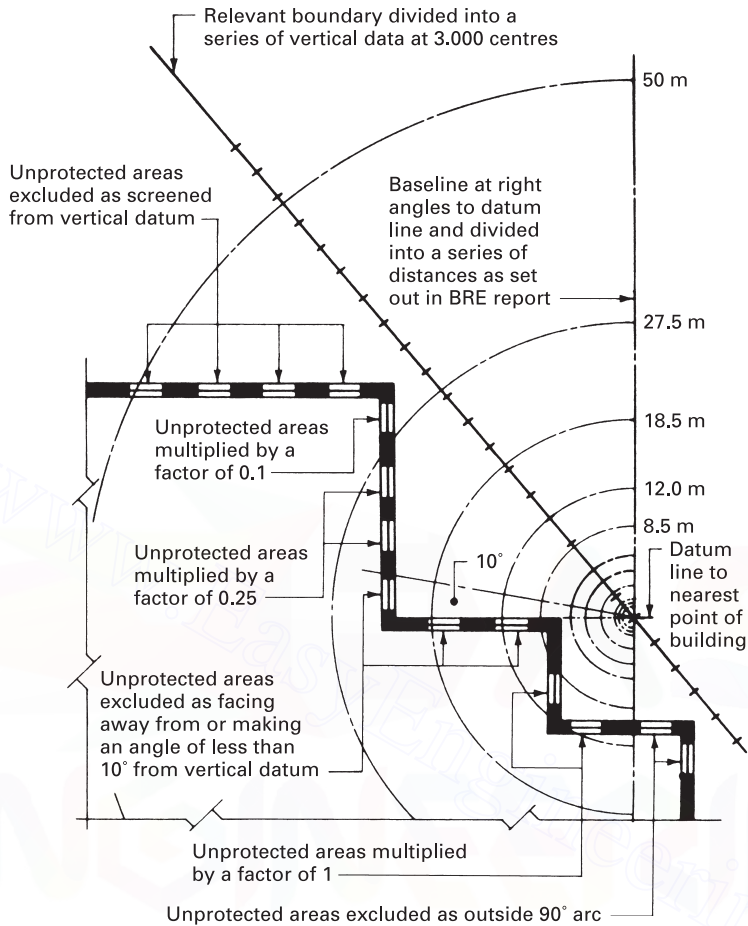 Relevant boundary divided into a
series of vertical data at 3.000 centres
50 m
Unprotected areas
excluded as screened
from vertical datum
Baseline at right
angles to datum
line and divided
into a series of
distances as set
out in BRE report
27.5 m
Unprotected areas
multiplied by a
factor of 0.1
18.5 m
12.0 m
8.5 m
Unprotected areas
multiplied by a
factor of 0.25
10°
Datum
line to
nearest
point of
building
Unprotected areas
excluded as facing
away from or making
an angle of less than
10° from vertical datum
Unprotected areas multiplied
by a factor of 1
Unprotected areas excluded as outside 90° arc